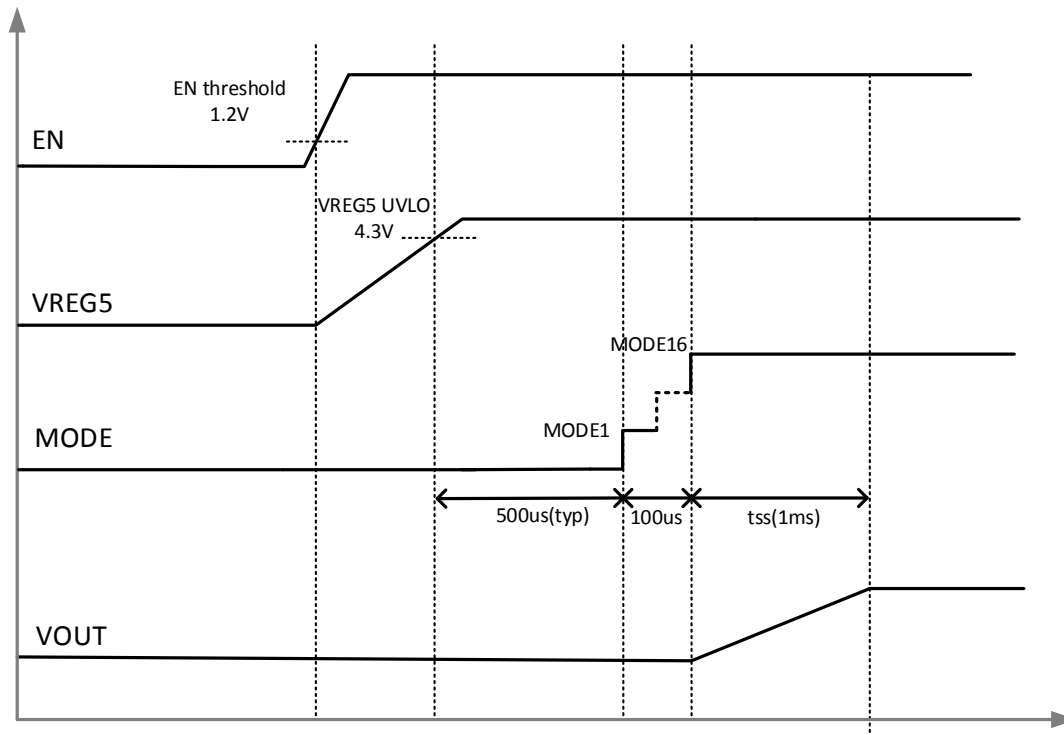 EN threshold
1.2V
EN
VREG5 UVLO
4.3V
VREG5
MODE16
MODE1
MODE
500us(typ)
100us
tss(1ms)
VOUT